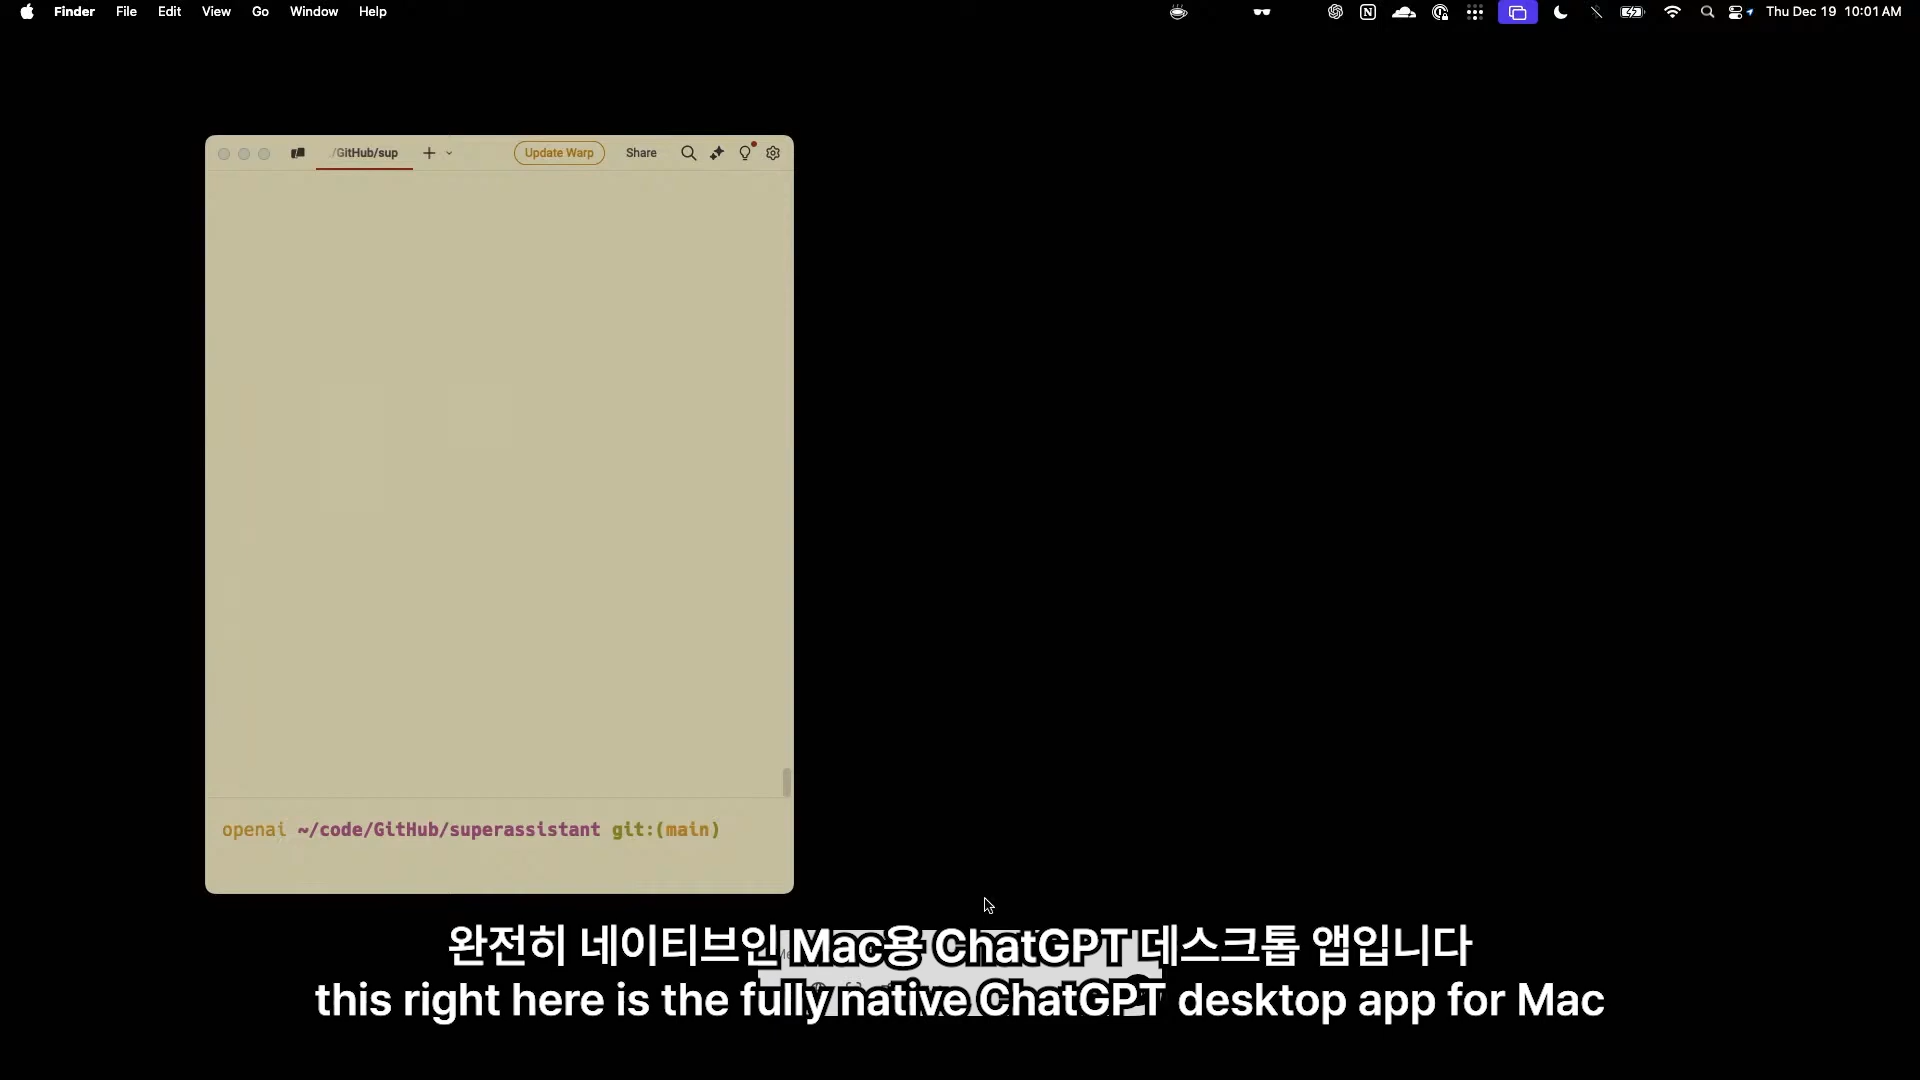 Finder File Edit View Go Window Help Thu Dec 19 10:01 AM
./GitHub/sup Update Warp Share
openai ~/code/GitHub/superassistant git:(main)
완전히 네이티브인 Mac용 ChatGPT 데스크톱 앱입니다
this right here is the fully native ChatGPT desktop app for Mac